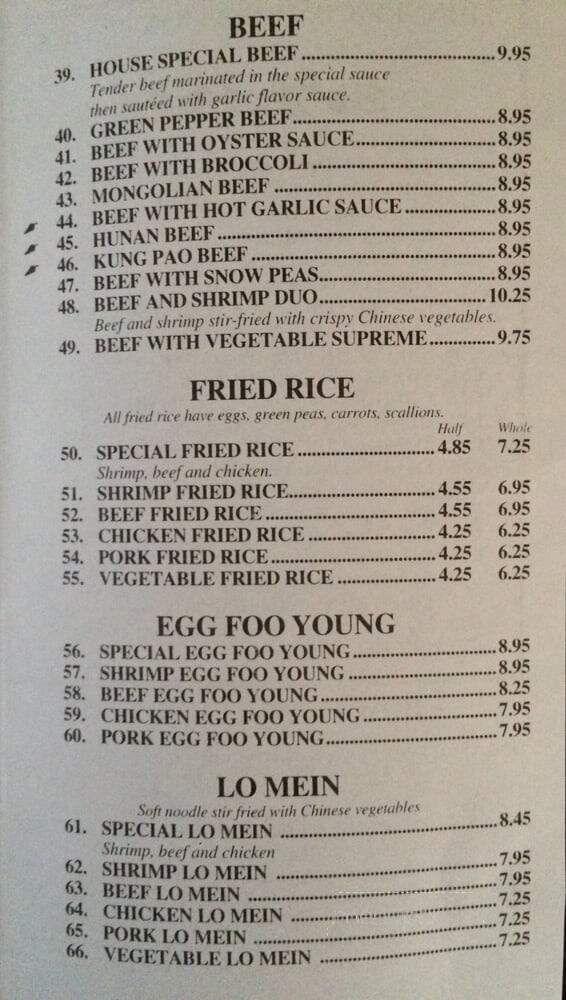 BEEF
39. HOUSE SPECIAL BEEF 9.95
Tender beef marinated in the special sauce
then sautéed with garlic flavor sauce.
40. GREEN PEPPER BEEF 8.95
41. BEEF WITH OYSTER SAUCE 8.95
42. BEEF WITH BROCCOLI 8.95
43. MONGOLIAN BEEF 8.95
44. BEEF WITH HOT GARLIC SAUCE 8.95
45. HUNAN BEEF 8.95
46. KUNG PAO BEEF 8.95
47. BEEF WITH SNOW PEAS 8.95
48. BEEF AND SHRIMP DUO 10.25
Beef and shrimp stir-fried with crispy Chinese vegetables.
49. BEEF WITH VEGETABLE SUPREME 9.75
FRIED RICE
All fried rice have eggs, green peas, carrots, scallions.
Half Whole
50. SPECIAL FRIED RICE 4.85 7.25
Shrimp, beef and chicken.
51. SHRIMP FRIED RICE 4.55 6.95
52. BEEF FRIED RICE 4.55 6.95
53. CHICKEN FRIED RICE 4.25 6.25
54. PORK FRIED RICE 4.25 6.25
55. VEGETABLE FRIED RICE 4.25 6.25
EGG FOO YOUNG
56. SPECIAL EGG FOO YOUNG 8.95
57. SHRIMP EGG FOO YOUNG 8.95
58. BEEF EGG FOO YOUNG 8.25
59. CHICKEN EGG FOO YOUNG 7.95
60. PORK EGG FOO YOUNG 7.95
LO MEIN
Soft noodle stir fried with Chinese vegetables
61. SPECIAL LO MEIN 8.45
Shrimp, beef and chicken
62. SHRIMP LO MEIN 7.95
63. BEEF LO MEIN 7.95
64. CHICKEN LO MEIN 7.25
65. PORK LO MEIN 7.25
66. VEGETABLE LO MEIN 7.25